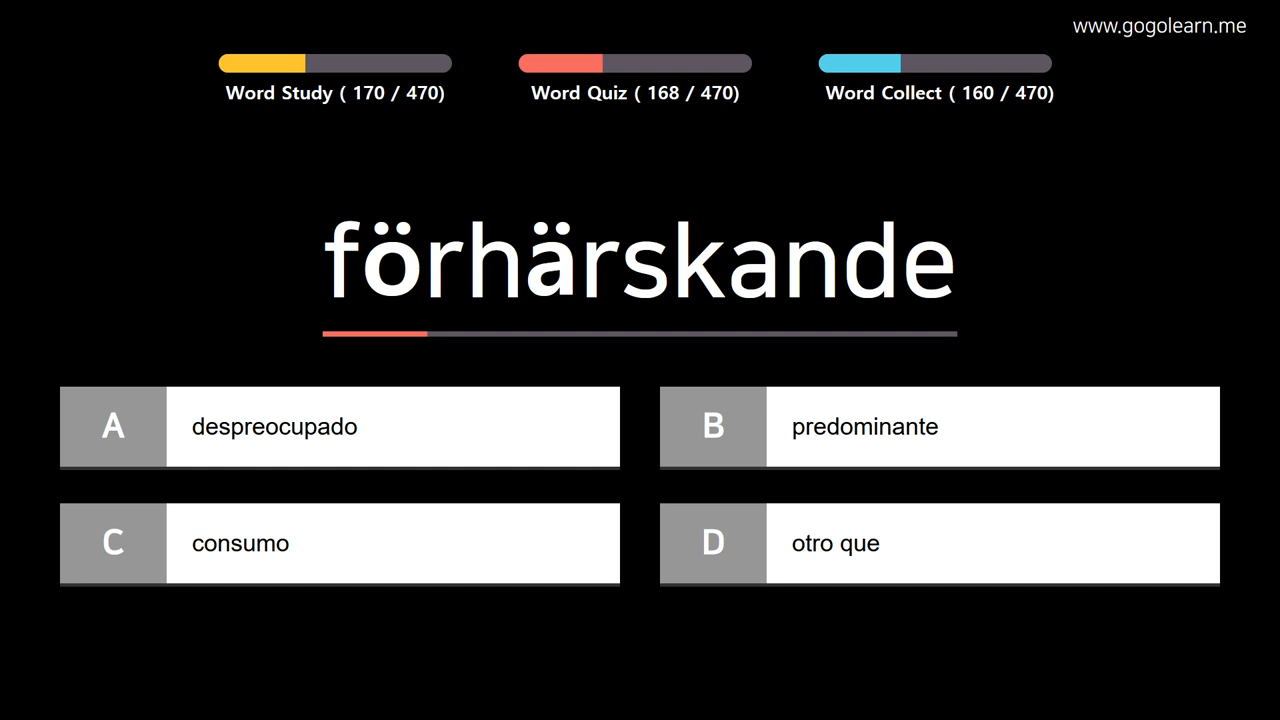 www.gogolearn.me
Word Study ( 170 / 470)
Word Quiz ( 168 / 470)
Word Collect ( 160 / 470)
förhärskande
A despreocupado
B predominante
C consumo
D otro que